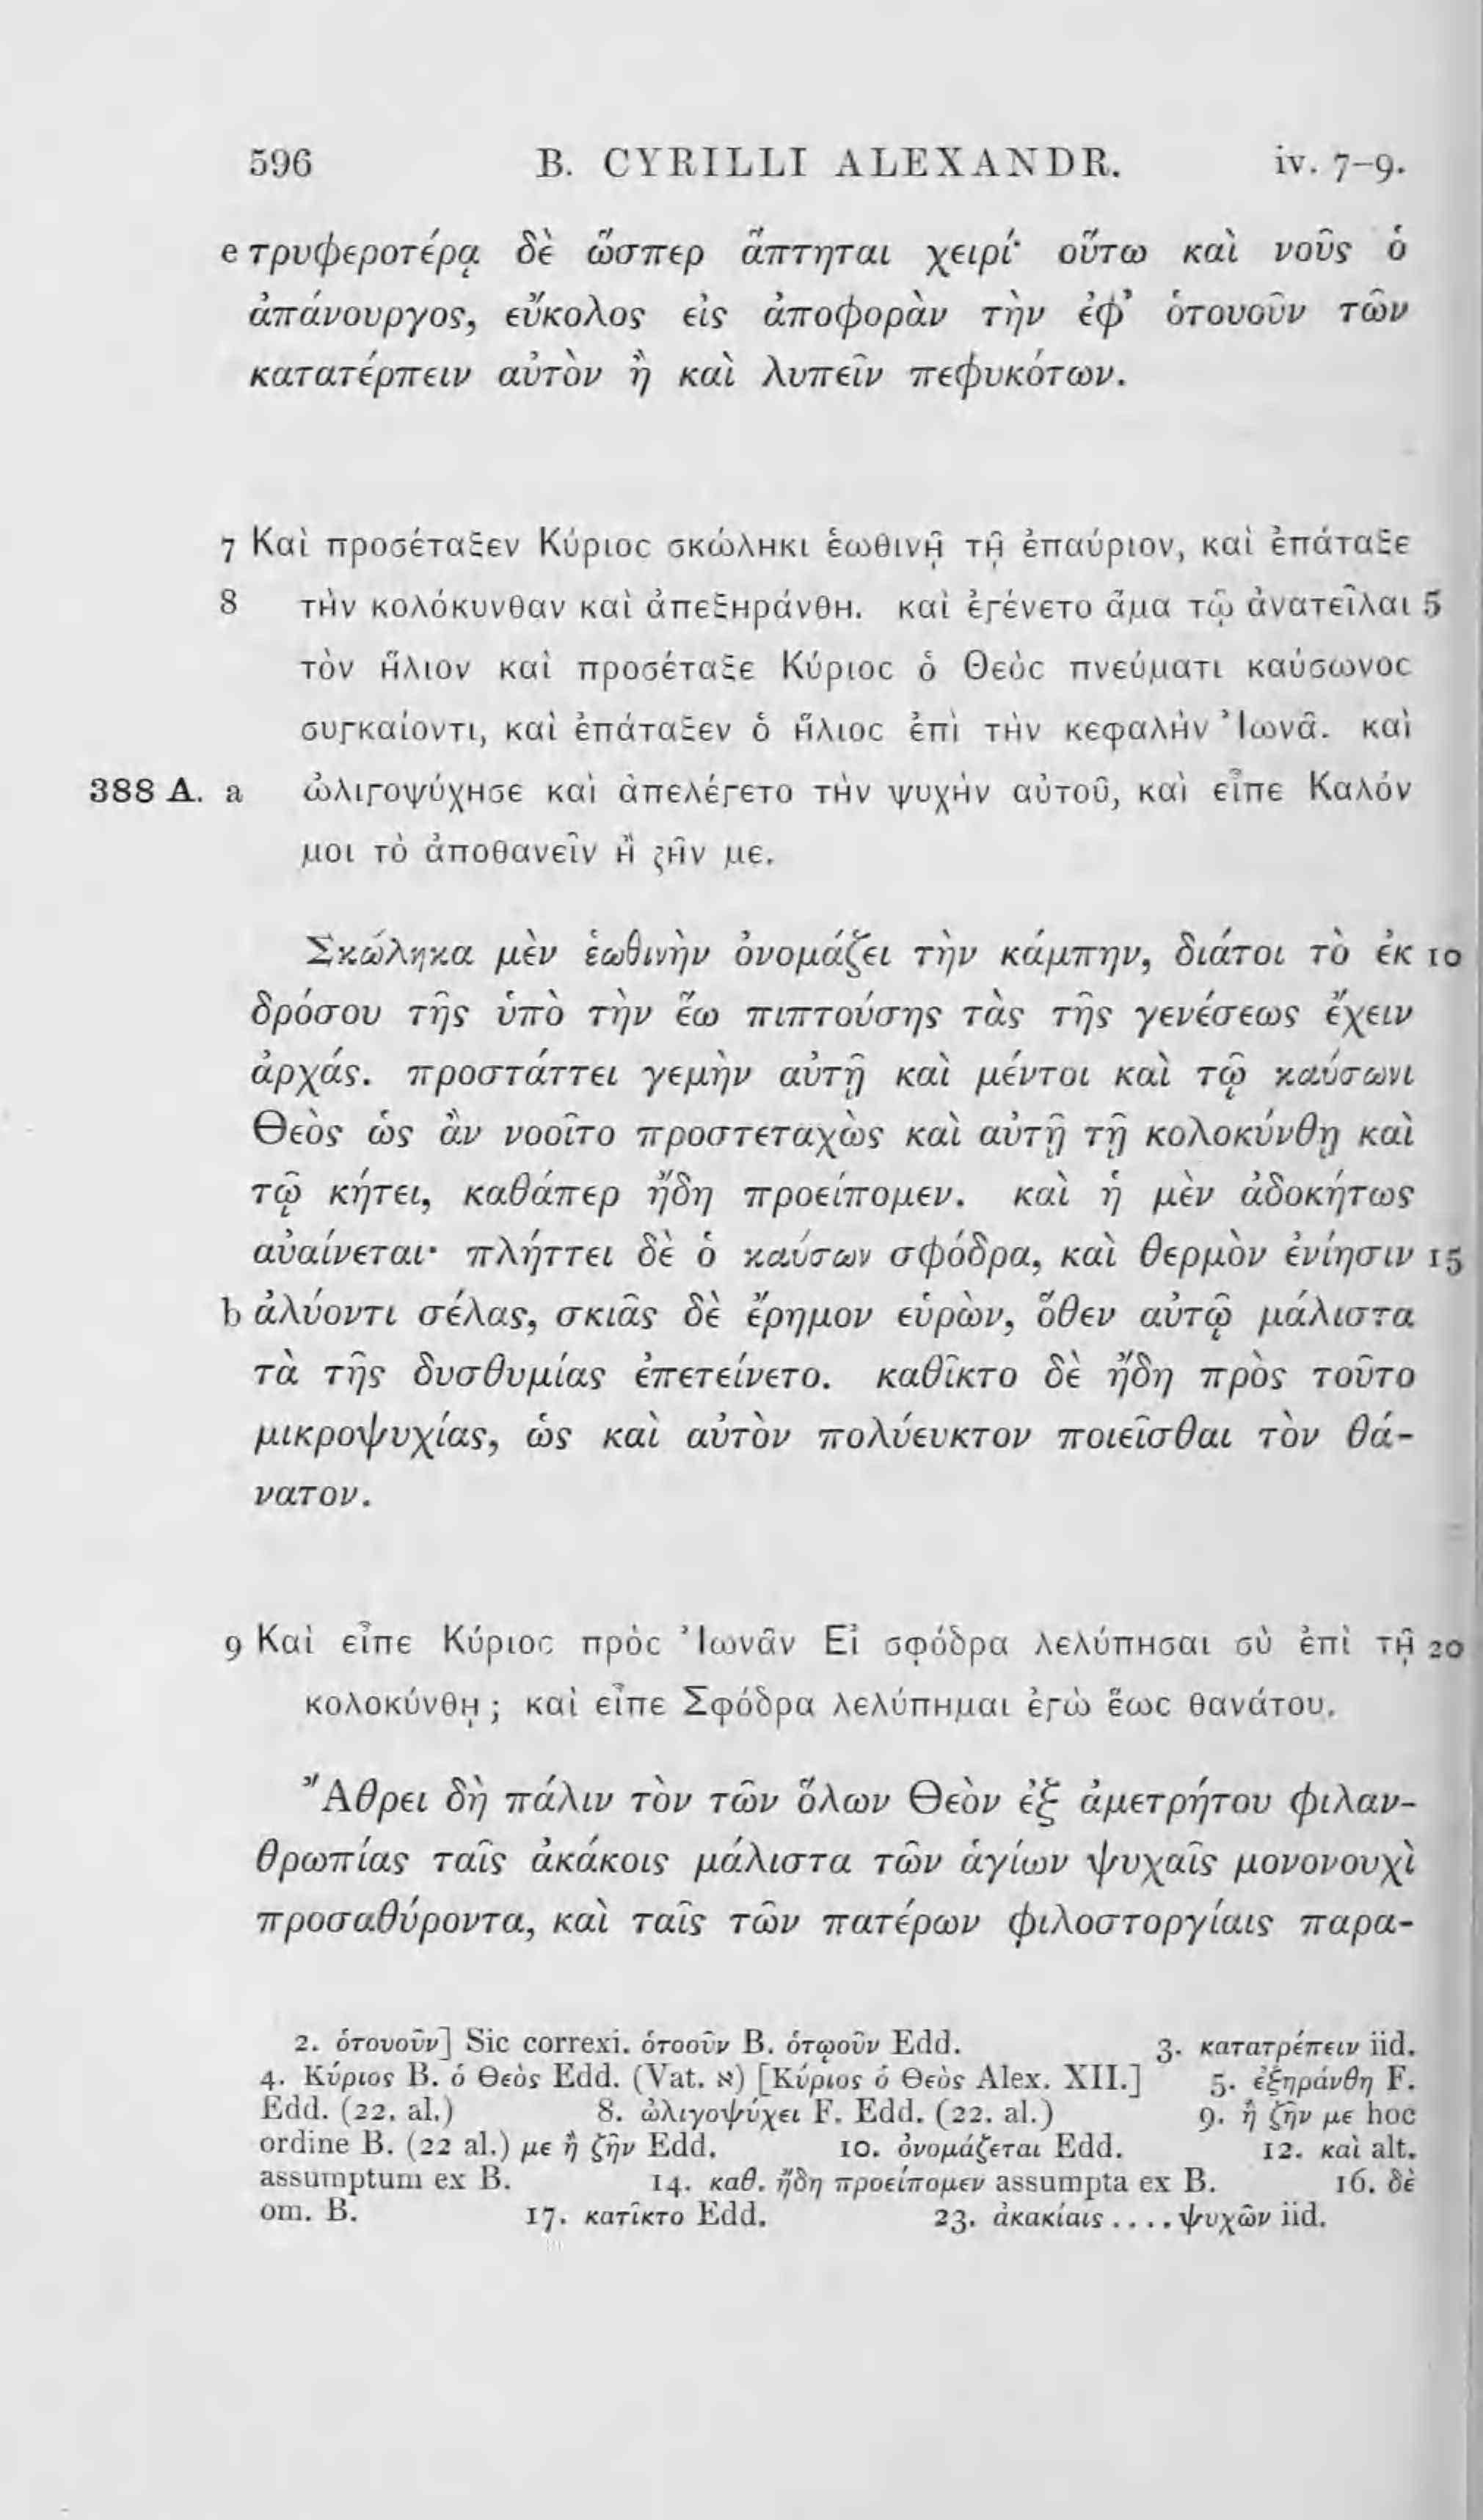 596 B. CYRILLI ALEXANDR. iv. 7-9.
e τρυφεροτέρᾳ δὲ ὥσπερ ἅπτηται χειρί· οὕτω καὶ νοῦς ὁ
ἀπάνουργος, εὔκολος εἰς ἀποφορὰν τὴν ἐφ’ ὁτουοῦν τῶν
κατατέρπειν αὐτὸν ἢ καὶ λυπεῖν πεφυκότων.
7 Καὶ προσέταξεν Κύριος σκώληκι ἑωθινῇ τῇ ἐπαύριον, καὶ ἐπάταξε
8 τὴν κολόκυνθαν καὶ ἀπεξηράνθη. καὶ ἐγένετο ἅμα τῷ ἀνατεῖλαι 5
τὸν ἥλιον καὶ προσέταξε Κύριος ὁ Θεὸς πνεύματι καύσωνος
συγκαίοντι, καὶ ἐπάταξεν ὁ ἥλιος ἐπὶ τὴν κεφαλὴν Ἰωνᾶ. καὶ
388 A. a ὠλιγοψύχησε καὶ ἀπελέγετο τὴν ψυχὴν αὐτοῦ, καὶ εἶπε Καλόν
μοι τὸ ἀποθανεῖν ἢ ζῆν με.
Σκώληκα μὲν ἑωθινὴν ὀνομάζει τὴν κάμπην, διάτοι τὸ ἐκ 10
δρόσου τῆς ὑπὸ τὴν ἕω πιπτούσης τὰς τῆς γενέσεως ἔχειν
ἀρχάς. προστάττει γεμὴν αὐτῇ καὶ μέντοι καὶ τῷ καύσωνι
Θεὸς ὡς ἂν νοοῖτο προστεταχὼς καὶ αὐτῇ τῇ κολοκύνθῃ καὶ
τῷ κήτει, καθάπερ ἤδη προείπομεν. καὶ ἡ μὲν ἀδοκήτως
αὐαίνεται· πλήττει δὲ ὁ καύσων σφόδρα, καὶ θερμὸν ἐνίησιν 15
b ἀλύοντι σέλας, σκιᾶς δὲ ἔρημον εὑρὼν, ὅθεν αὐτῷ μάλιστα
τὰ τῆς δυσθυμίας ἐπετείνετο. καθῖκτο δὲ ἤδη πρὸς τοῦτο
μικροψυχίας, ὡς καὶ αὐτὸν πολύευκτον ποιεῖσθαι τὸν θά-
νατον.
9 Καὶ εἶπε Κύριος πρὸς Ἰωνᾶν Εἰ σφόδρα λελύπησαι σὺ ἐπὶ τῇ 20
κολοκύνθῃ; καὶ εἶπε Σφόδρα λελύπημαι ἐγὼ ἕως θανάτου.
Ἄθρει δὴ πάλιν τὸν τῶν ὅλων Θεὸν ἐξ ἀμετρήτου φιλαν-
θρωπίας ταῖς ἀκάκοις μάλιστα τῶν ἁγίων ψυχαῖς μονονουχὶ
προσαθύροντα, καὶ ταῖς τῶν πατέρων φιλοστοργίαις παρα-
2. ὁτουοῦν] Sic correxi. ὁτοοῦν B. ὁτῳοῦν Edd. 3. κατατρέπειν iid.
4. Κύριος B. ὁ Θεὸς Edd. (Vat. א) [Κύριος ὁ Θεὸς Alex. XII.] 5. ἐξηράνθη F.
Edd. (22. al.) 8. ὠλιγοψύχει F. Edd. (22. al.) 9. ἢ ζῆν με hoc
ordine B. (22 al.) με ἢ ζῆν Edd. 10. ὀνομάζεται Edd. 12. καὶ alt.
assumptum ex B. 14. καθ. ἤδη προείπομεν assumpta ex B. 16. δὲ
om. B. 17. κατῖκτο Edd. 23. ἀκακίαις .... ψυχῶν iid.